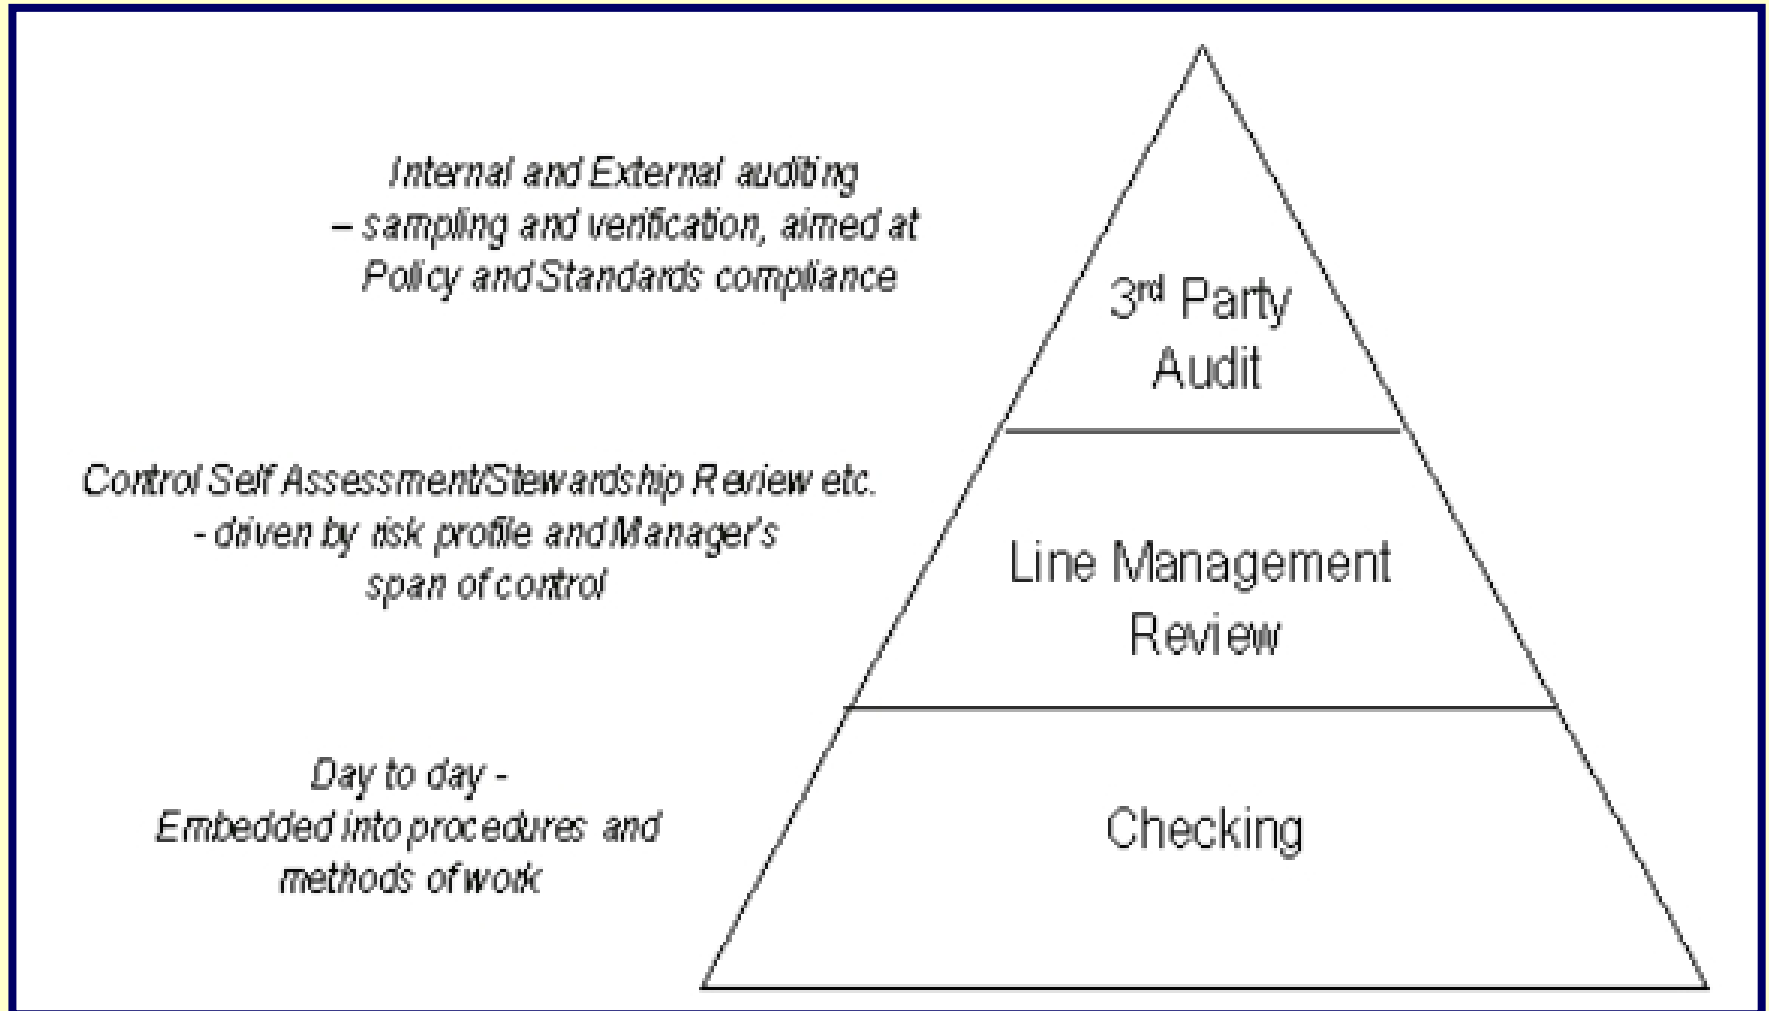 Internal and External auditing
– sampling and verification, aimed at
Policy and Standards compliance
3rd Party
Audit
Control Self Assessment/Stewardship Review etc.
- driven by risk profile and Manager's
span of control
Line Management
Review
Day to day -
Embedded into procedures and
methods of work
Checking